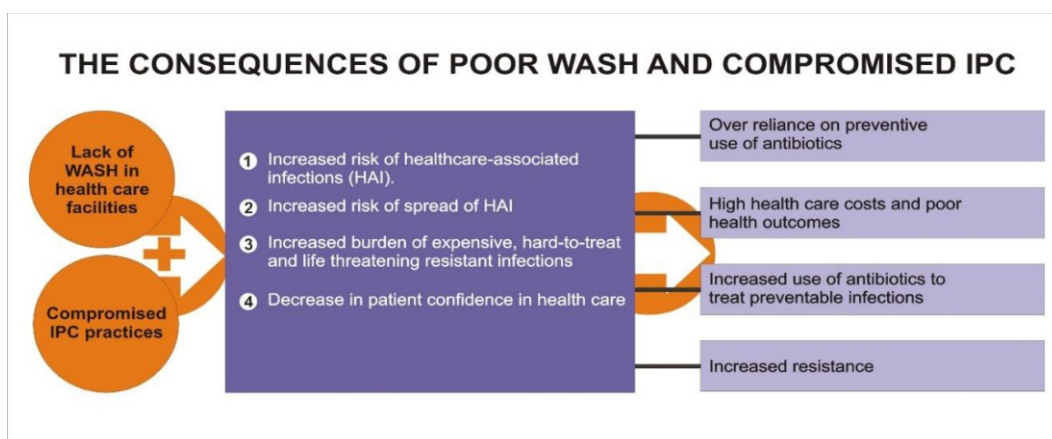 THE CONSEQUENCES OF POOR WASH AND COMPROMISED IPC
Lack of
WASH in
health care
facilities
+
Compromised
IPC practices
1 Increased risk of healthcare-associated
infections (HAI).
2 Increased risk of spread of HAI
3 Increased burden of expensive, hard-to-treat
and life threatening resistant infections
4 Decrease in patient confidence in health care
Over reliance on preventive
use of antibiotics
High health care costs and poor
health outcomes
Increased use of antibiotics to
treat preventable infections
Increased resistance